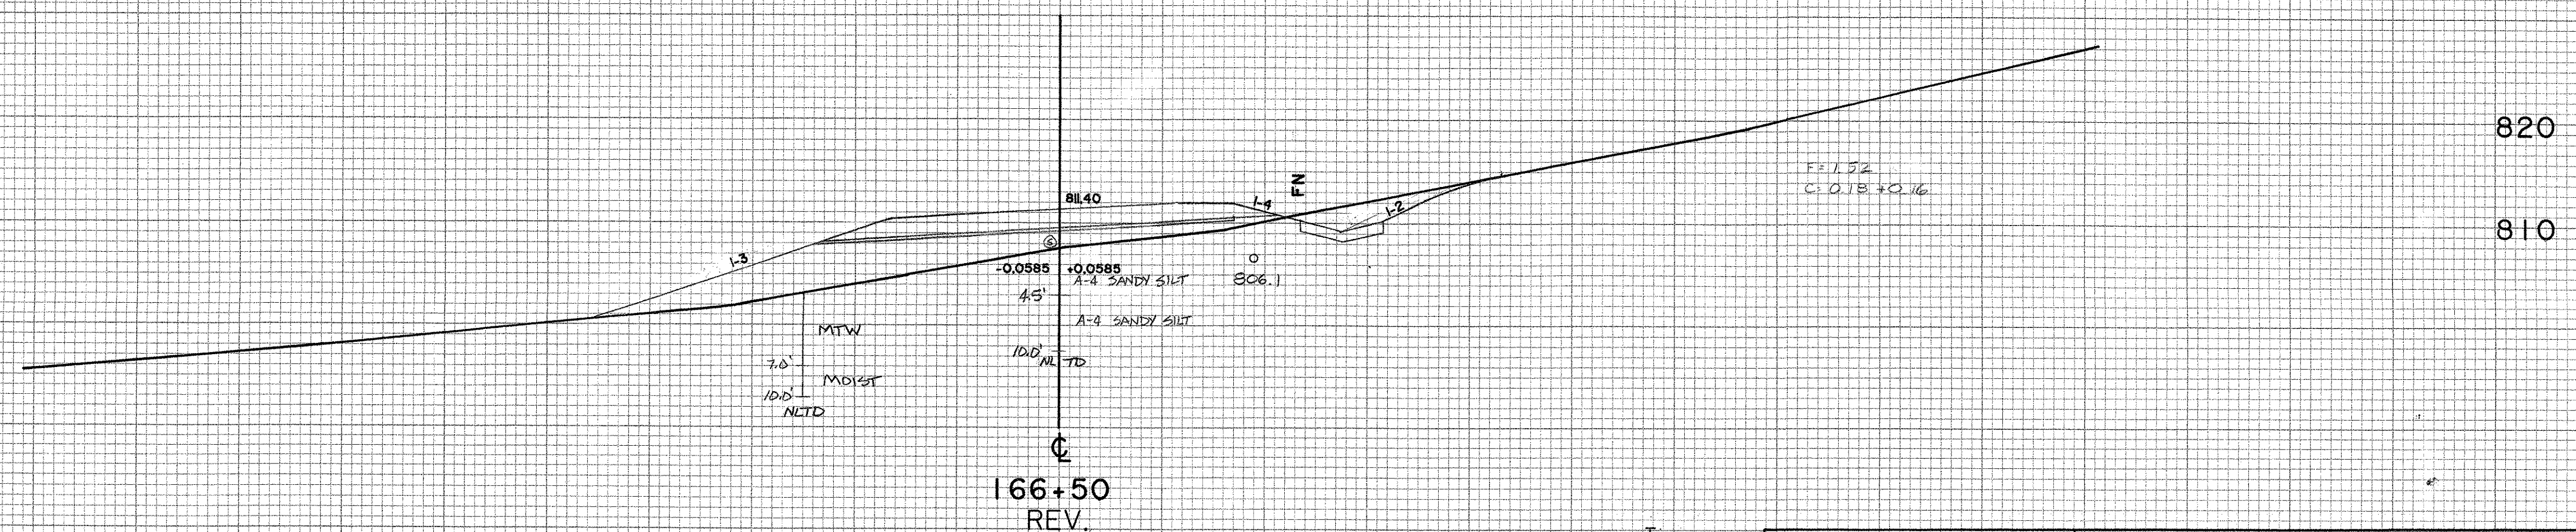 820
F= 1.52
C= 0.18 +0.16
FN
811.40
1-4
1-2
810
S
1-3
-0.0585 +0.0585
A-4 SANDY SILT 806.1
4.5'
A-4 SANDY SILT
MTW
10.0'
NLTD
7.0'
MOIST
10.0'
NLTD
℄
166+50
REV.